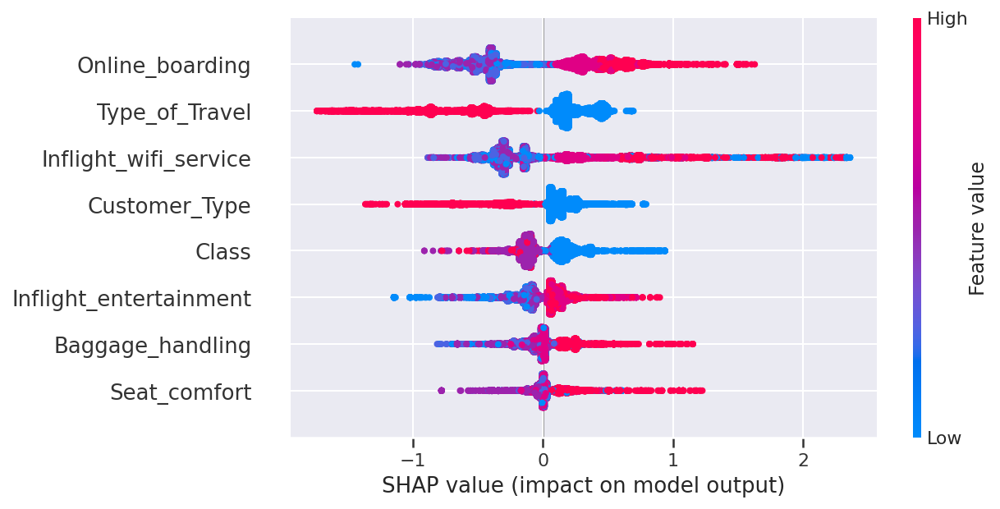 High
Online_boarding
Type_of_Travel
Inflight_wifi_service
Customer_Type
Class
Inflight_entertainment
Baggage_handling
Seat_comfort
Feature value
Low
−1 0 1 2
SHAP value (impact on model output)